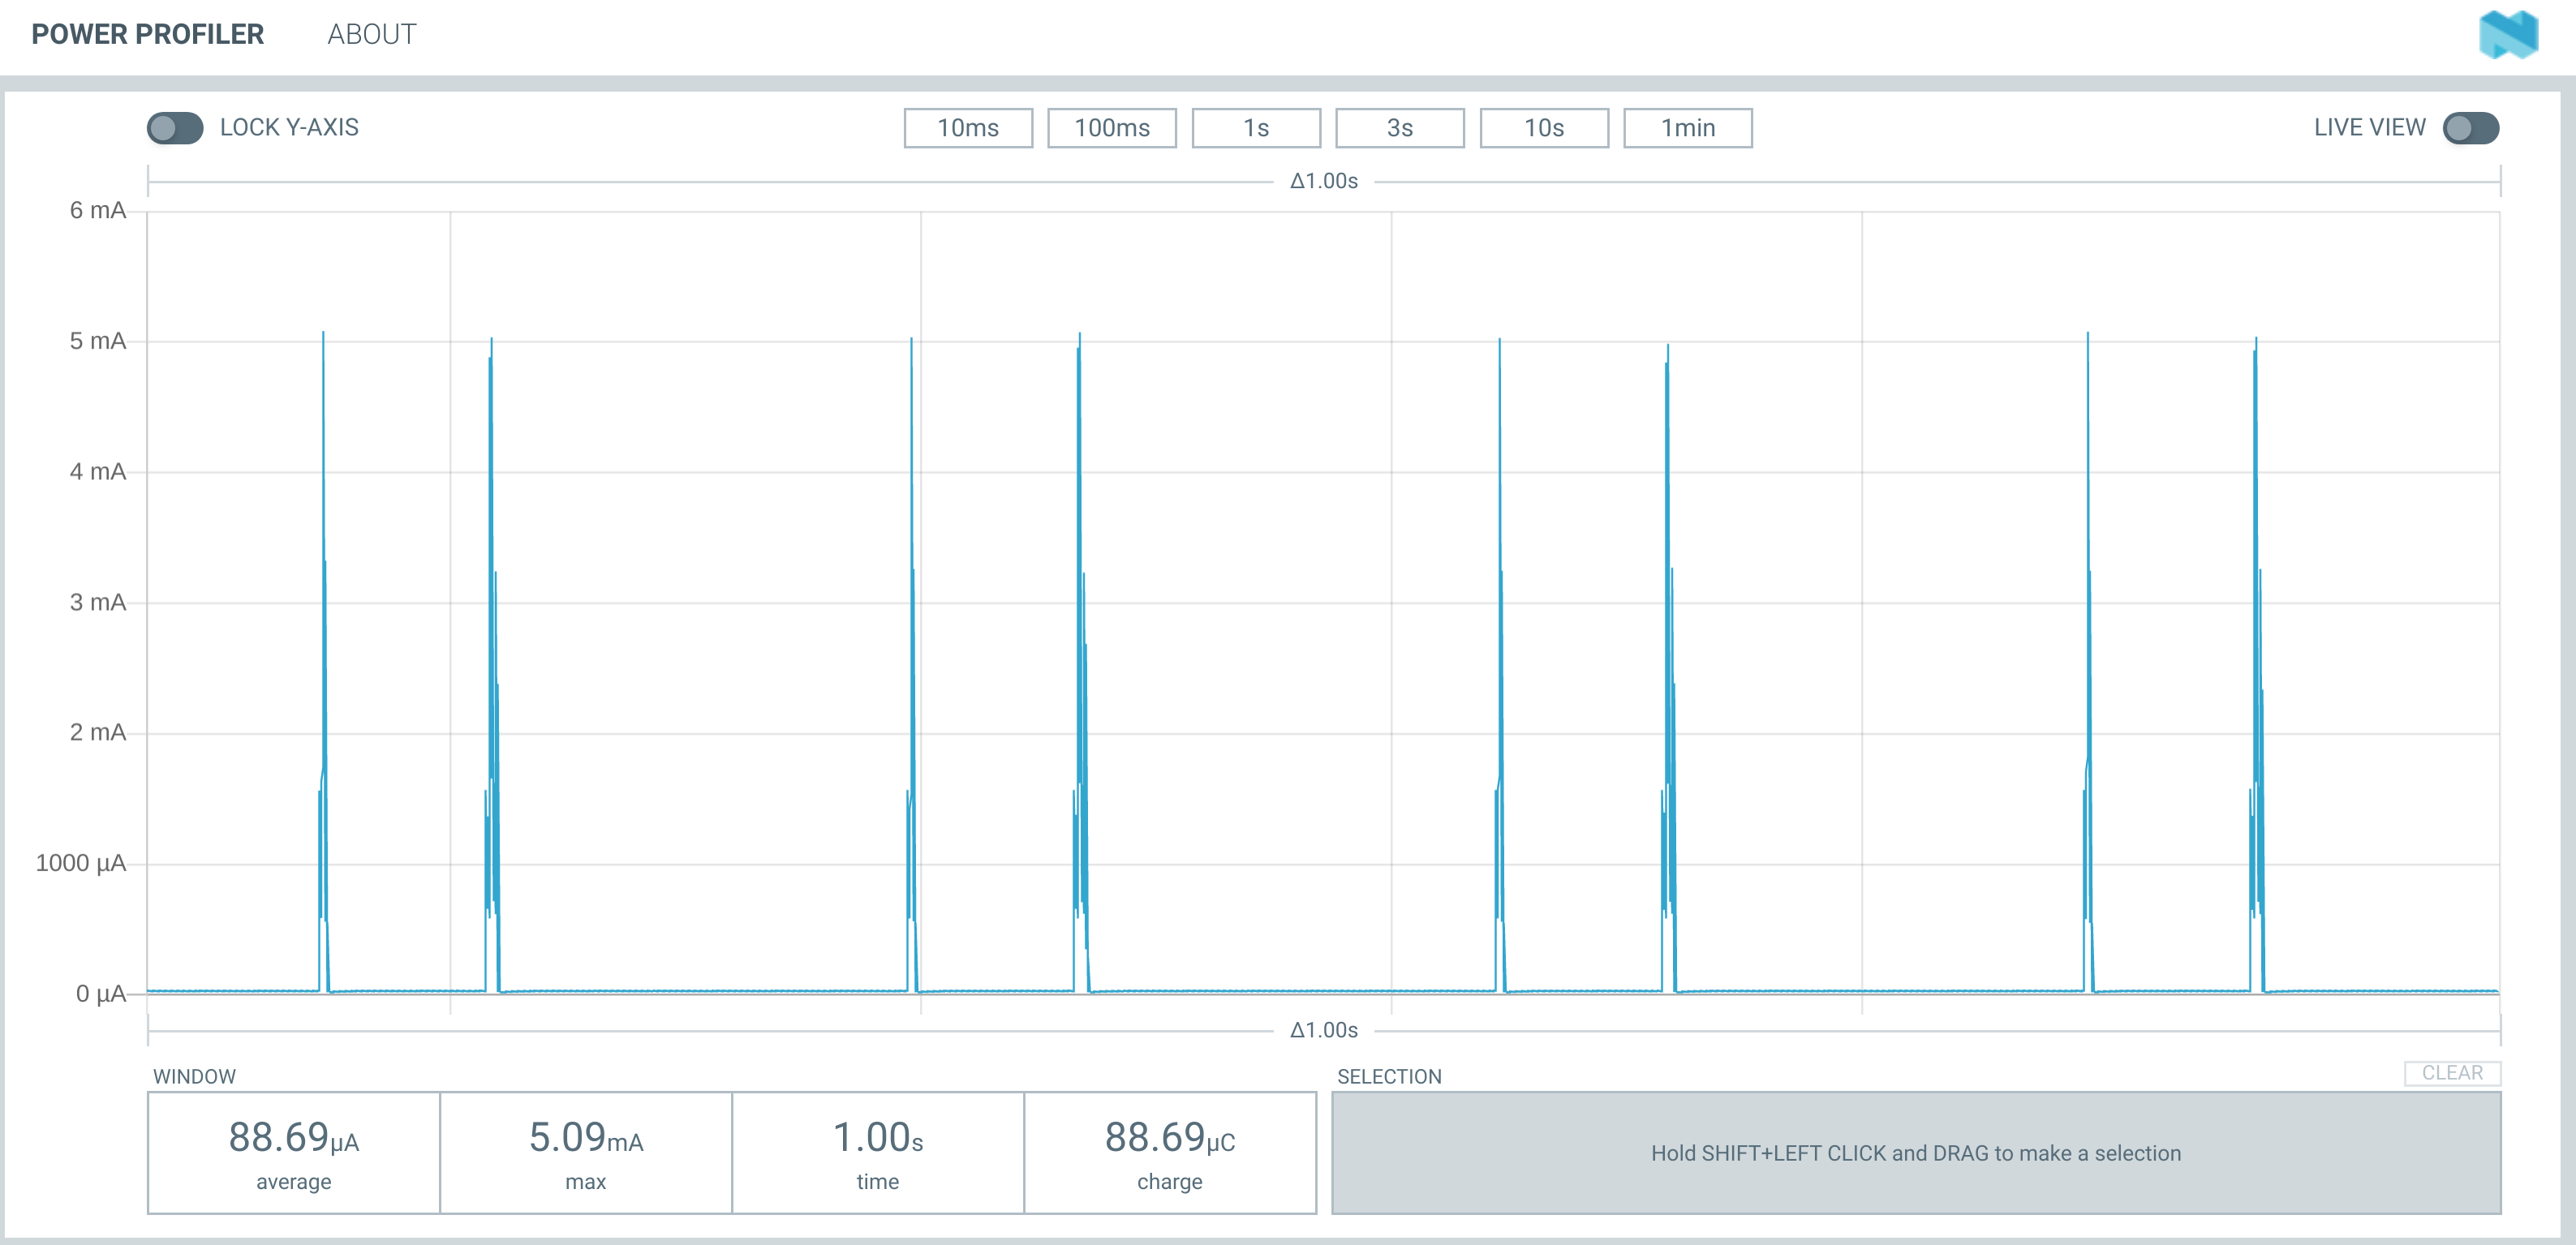 POWER PROFILER ABOUT
LOCK Y-AXIS 10ms 100ms 1s 3s 10s 1min LIVE VIEW
Δ1.00s
6 mA
5 mA
4 mA
3 mA
2 mA
1000 µA
0 µA
Δ1.00s
WINDOW
88.69µA 5.09mA 1.00s 88.69µC
average max time charge
SELECTION CLEAR
Hold SHIFT+LEFT CLICK and DRAG to make a selection